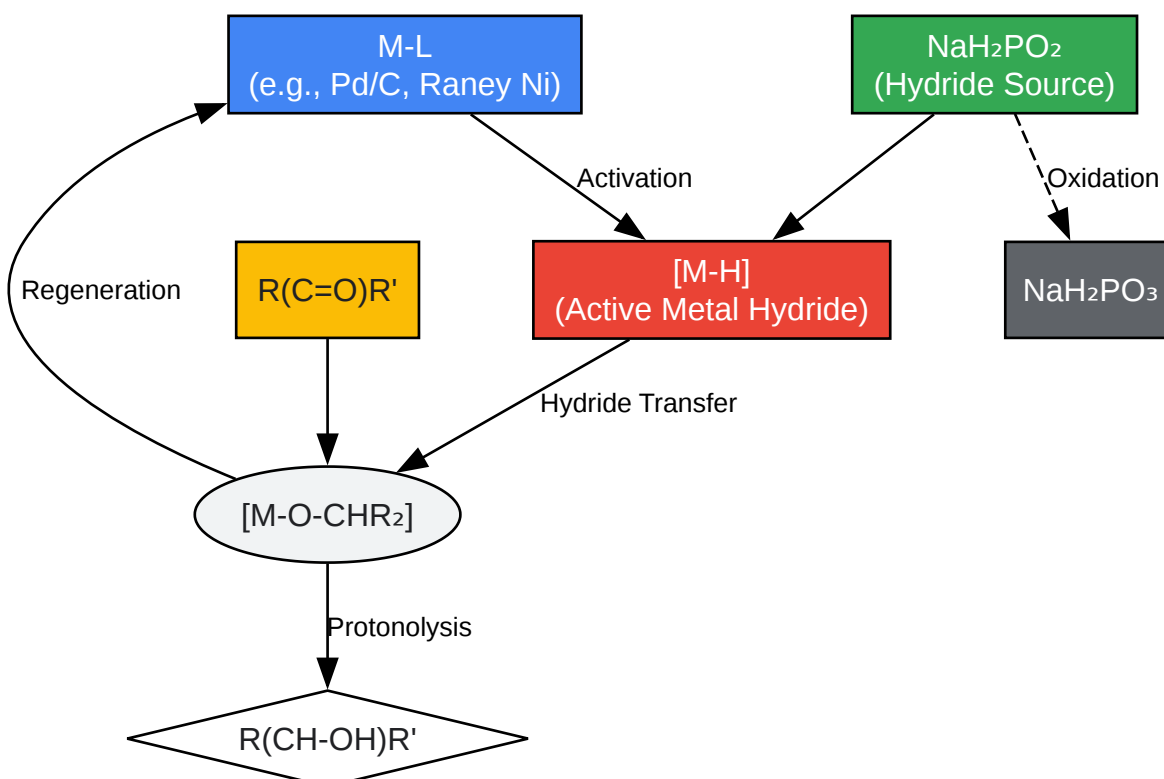 M-L
(e.g., Pd/C, Raney Ni)
NaH₂PO₂
(Hydride Source)
Activation
Oxidation
Regeneration
R(C=O)R'
[M-H]
(Active Metal Hydride)
NaH₂PO₃
Hydride Transfer
[M-O-CHR₂]
Protonolysis
R(CH-OH)R'